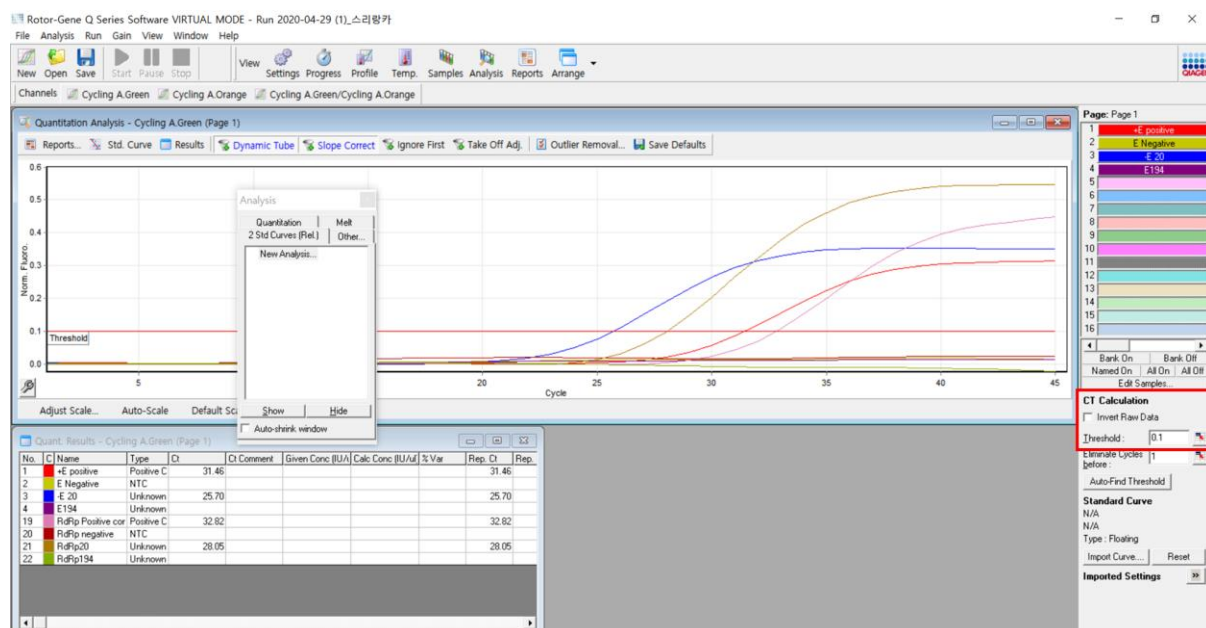 Rotor-Gene Q Series Software VIRTUAL MODE - Run 2020-04-29 (1)_스리랑카
File Analysis Run Gain View Window Help
New Open Save Start Pause Stop View Settings Progress Profile Temp. Samples Analysis Reports Arrange
QIAGEN
Channels Cycling A.Green Cycling A.Orange Cycling A.Green/Cycling A.Orange
Quantitation Analysis - Cycling A.Green (Page 1)
Reports... Std. Curve Results Dynamic Tube Slope Correct Ignore First Take Off Adj. Outlier Removal... Save Defaults
Norm. Fluoro.
0.6
0.5
0.4
0.3
0.2
0.1
0.0
Threshold
5 20 25 30 35 40 45
Cycle
Adjust Scale... Auto-Scale Default Sc
Analysis
Quantitation Melt
2 Std Curves (Rel.) Other...
New Analysis...
Show Hide
Auto-shrink window
Quant. Results - Cycling A.Green (Page 1)
No. C Name Type Ct Ct Comment Given Conc (IU/ Calc Conc (IU/ % Var Rep. Ct Rep.
1 +E positive Positive C 31.46 31.46
2 E Negative NTC
3 -E 20 Unknown 25.70 25.70
4 E194 Unknown
19 RdRp Positive cor Positive C 32.82 32.82
20 RdRp negative NTC
21 RdRp20 Unknown 28.05 28.05
22 RdRp194 Unknown
Page: Page 1
1 +E positive
2 E Negative
3 -E 20
4 E194
5
6
7
8
9
10
11
12
13
14
15
16
Bank On Bank Off
Named On All On All Off
Edit Samples...
CT Calculation
Invert Raw Data
Threshold : 0.1
Eliminate Cycles before : 1
Auto-Find Threshold
Standard Curve
N/A
N/A
Type : Floating
Import Curve.... Reset
Imported Settings